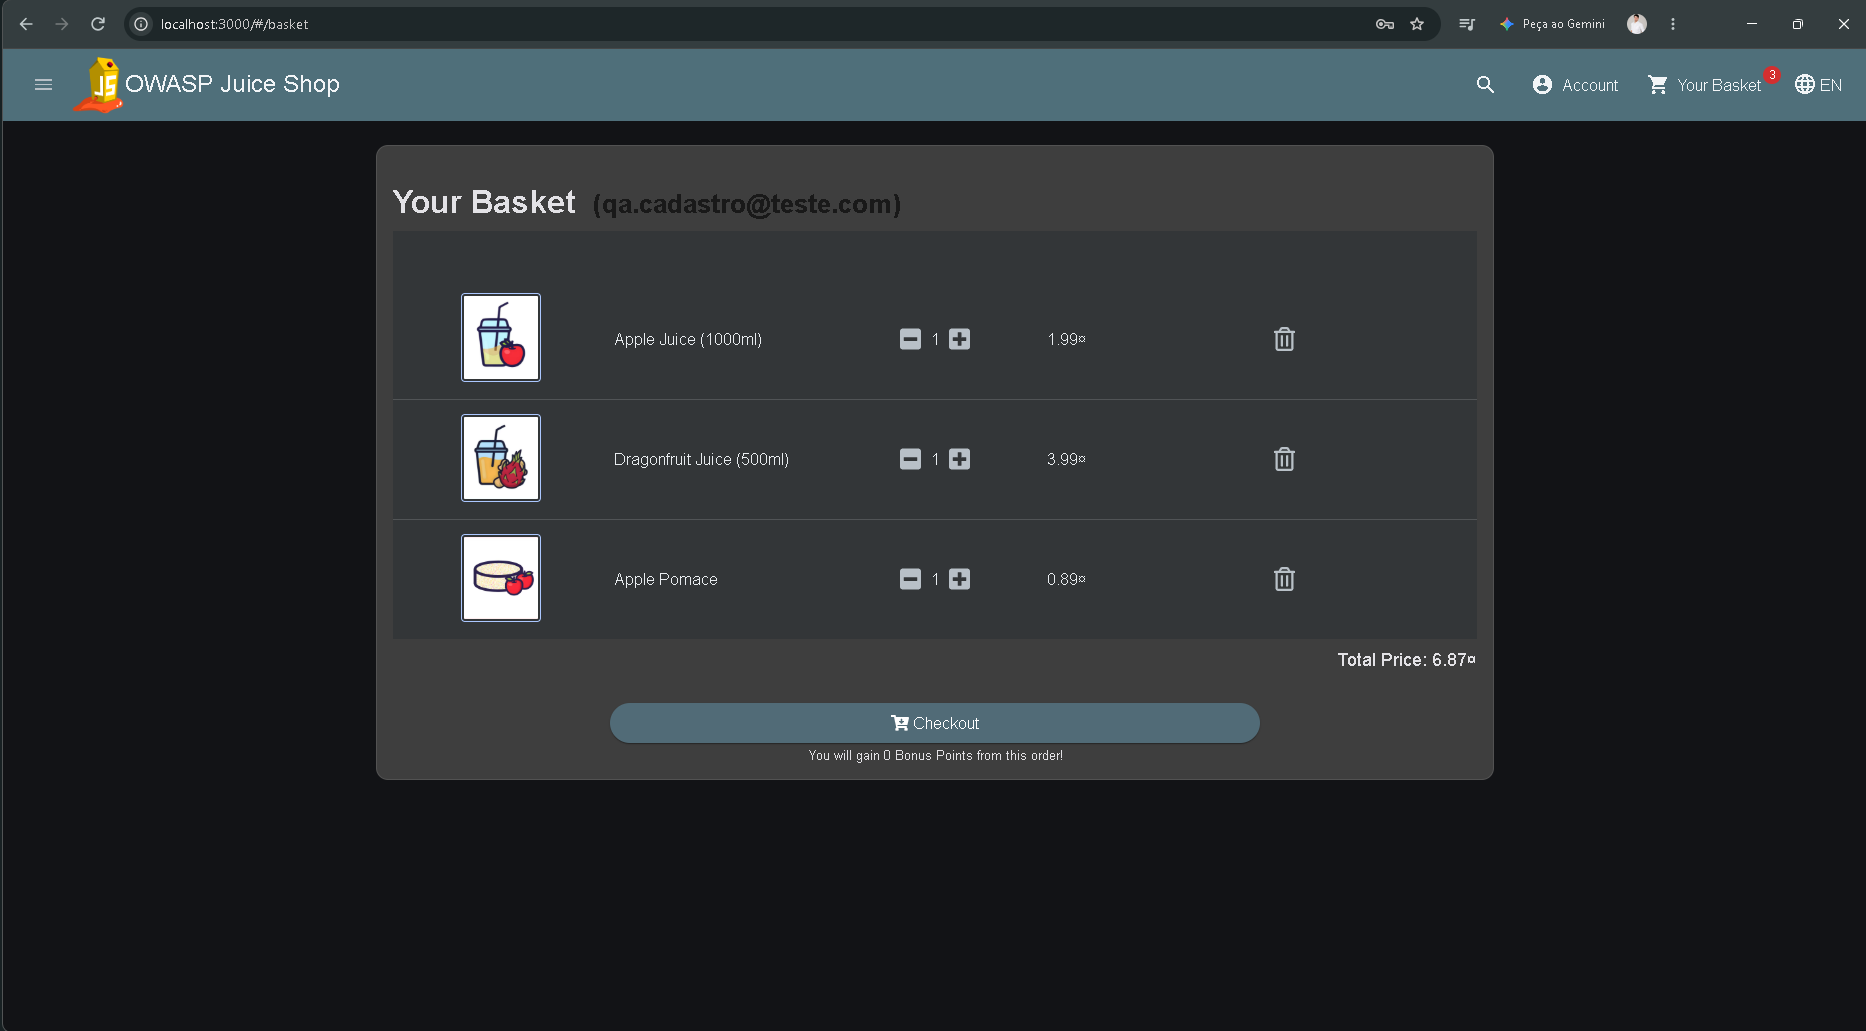 localhost:3000/#/basket
Peça ao Gemini
OWASP Juice Shop
Account
Your Basket
3
EN
Your Basket (qa.cadastro@teste.com)
Apple Juice (1000ml) 1 1.99¤
Dragonfruit Juice (500ml) 1 3.99¤
Apple Pomace 1 0.89¤
Total Price: 6.87¤
Checkout
You will gain 0 Bonus Points from this order!